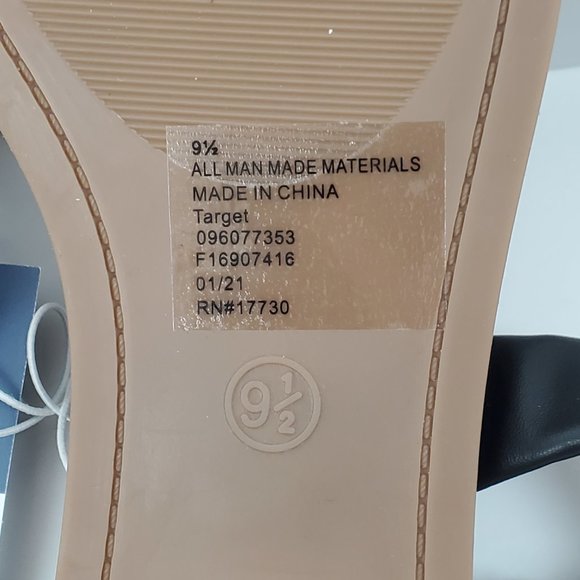 9½
ALL MAN MADE MATERIALS
MADE IN CHINA
Target
096077353
F16907416
01/21
RN#17730
9½